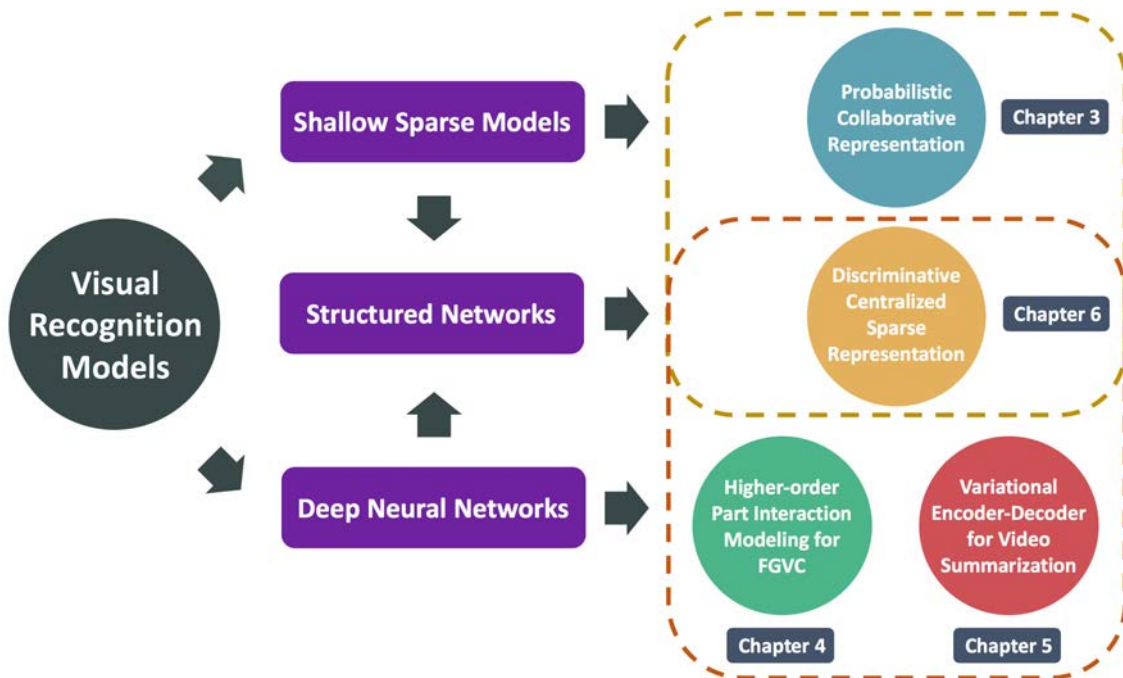 Visual
Recognition
Models
Shallow Sparse Models
Structured Networks
Deep Neural Networks
Probabilistic
Collaborative
Representation
Chapter 3
Discriminative
Centralized
Sparse
Representation
Chapter 6
Higher-order
Part Interaction
Modeling for
FGVC
Chapter 4
Variational
Encoder-Decoder
for Video
Summarization
Chapter 5